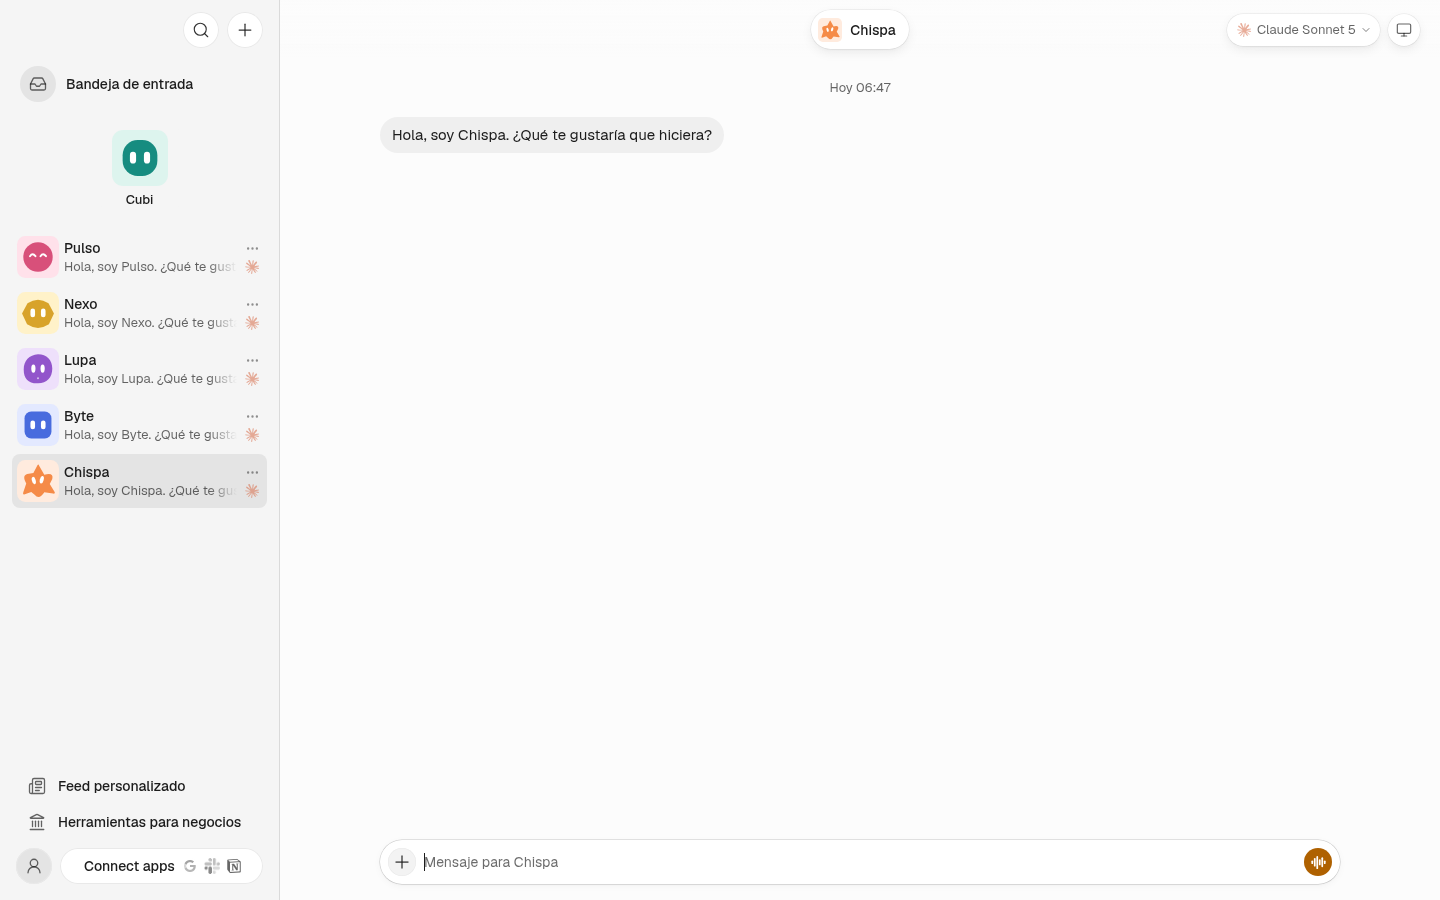 Bandeja de entrada
Cubi
Pulso
Hola, soy Pulso. ¿Qué te gust
Nexo
Hola, soy Nexo. ¿Qué te gust
Lupa
Hola, soy Lupa. ¿Qué te gust
Byte
Hola, soy Byte. ¿Qué te gusta
Chispa
Hola, soy Chispa. ¿Qué te gu
Feed personalizado
Herramientas para negocios
Connect apps
Chispa
Claude Sonnet 5
Hoy 06:47
Hola, soy Chispa. ¿Qué te gustaría que hiciera?
Mensaje para Chispa